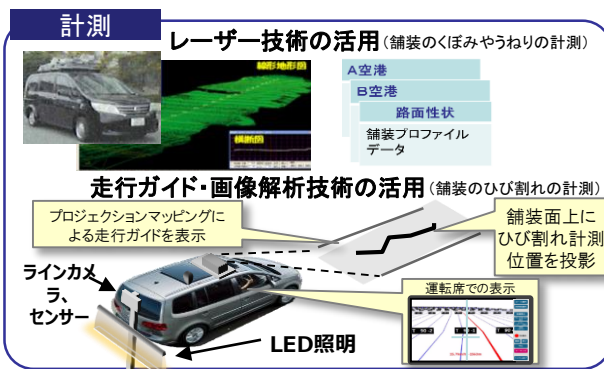 計測
レーザー技術の活用(舗装のくぼみやうねりの計測)
線形地形図
横断図
A空港
B空港
路面性状
舗装プロファイル
データ
走行ガイド・画像解析技術の活用(舗装のひび割れの計測)
プロジェクションマッピングに
よる走行ガイドを表示
舗装面上に
ひび割れ計測
位置を投影
ラインカメ
ラ、
センサー
運転席での表示
LED照明